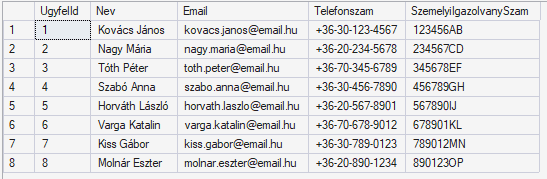 UgyfelId Nev Email Telefonszam SzemelyiIgazolvanySzam
1 1 Kovács János kovacs.janos@email.hu +36-30-123-4567 123456AB
2 2 Nagy Mária nagy.maria@email.hu +36-20-234-5678 234567CD
3 3 Tóth Péter toth.peter@email.hu +36-70-345-6789 345678EF
4 4 Szabó Anna szabo.anna@email.hu +36-30-456-7890 456789GH
5 5 Horváth László horvath.laszlo@email.hu +36-20-567-8901 567890IJ
6 6 Varga Katalin varga.katalin@email.hu +36-70-678-9012 678901KL
7 7 Kiss Gábor kiss.gabor@email.hu +36-30-789-0123 789012MN
8 8 Molnár Eszter molnar.eszter@email.hu +36-20-890-1234 890123OP